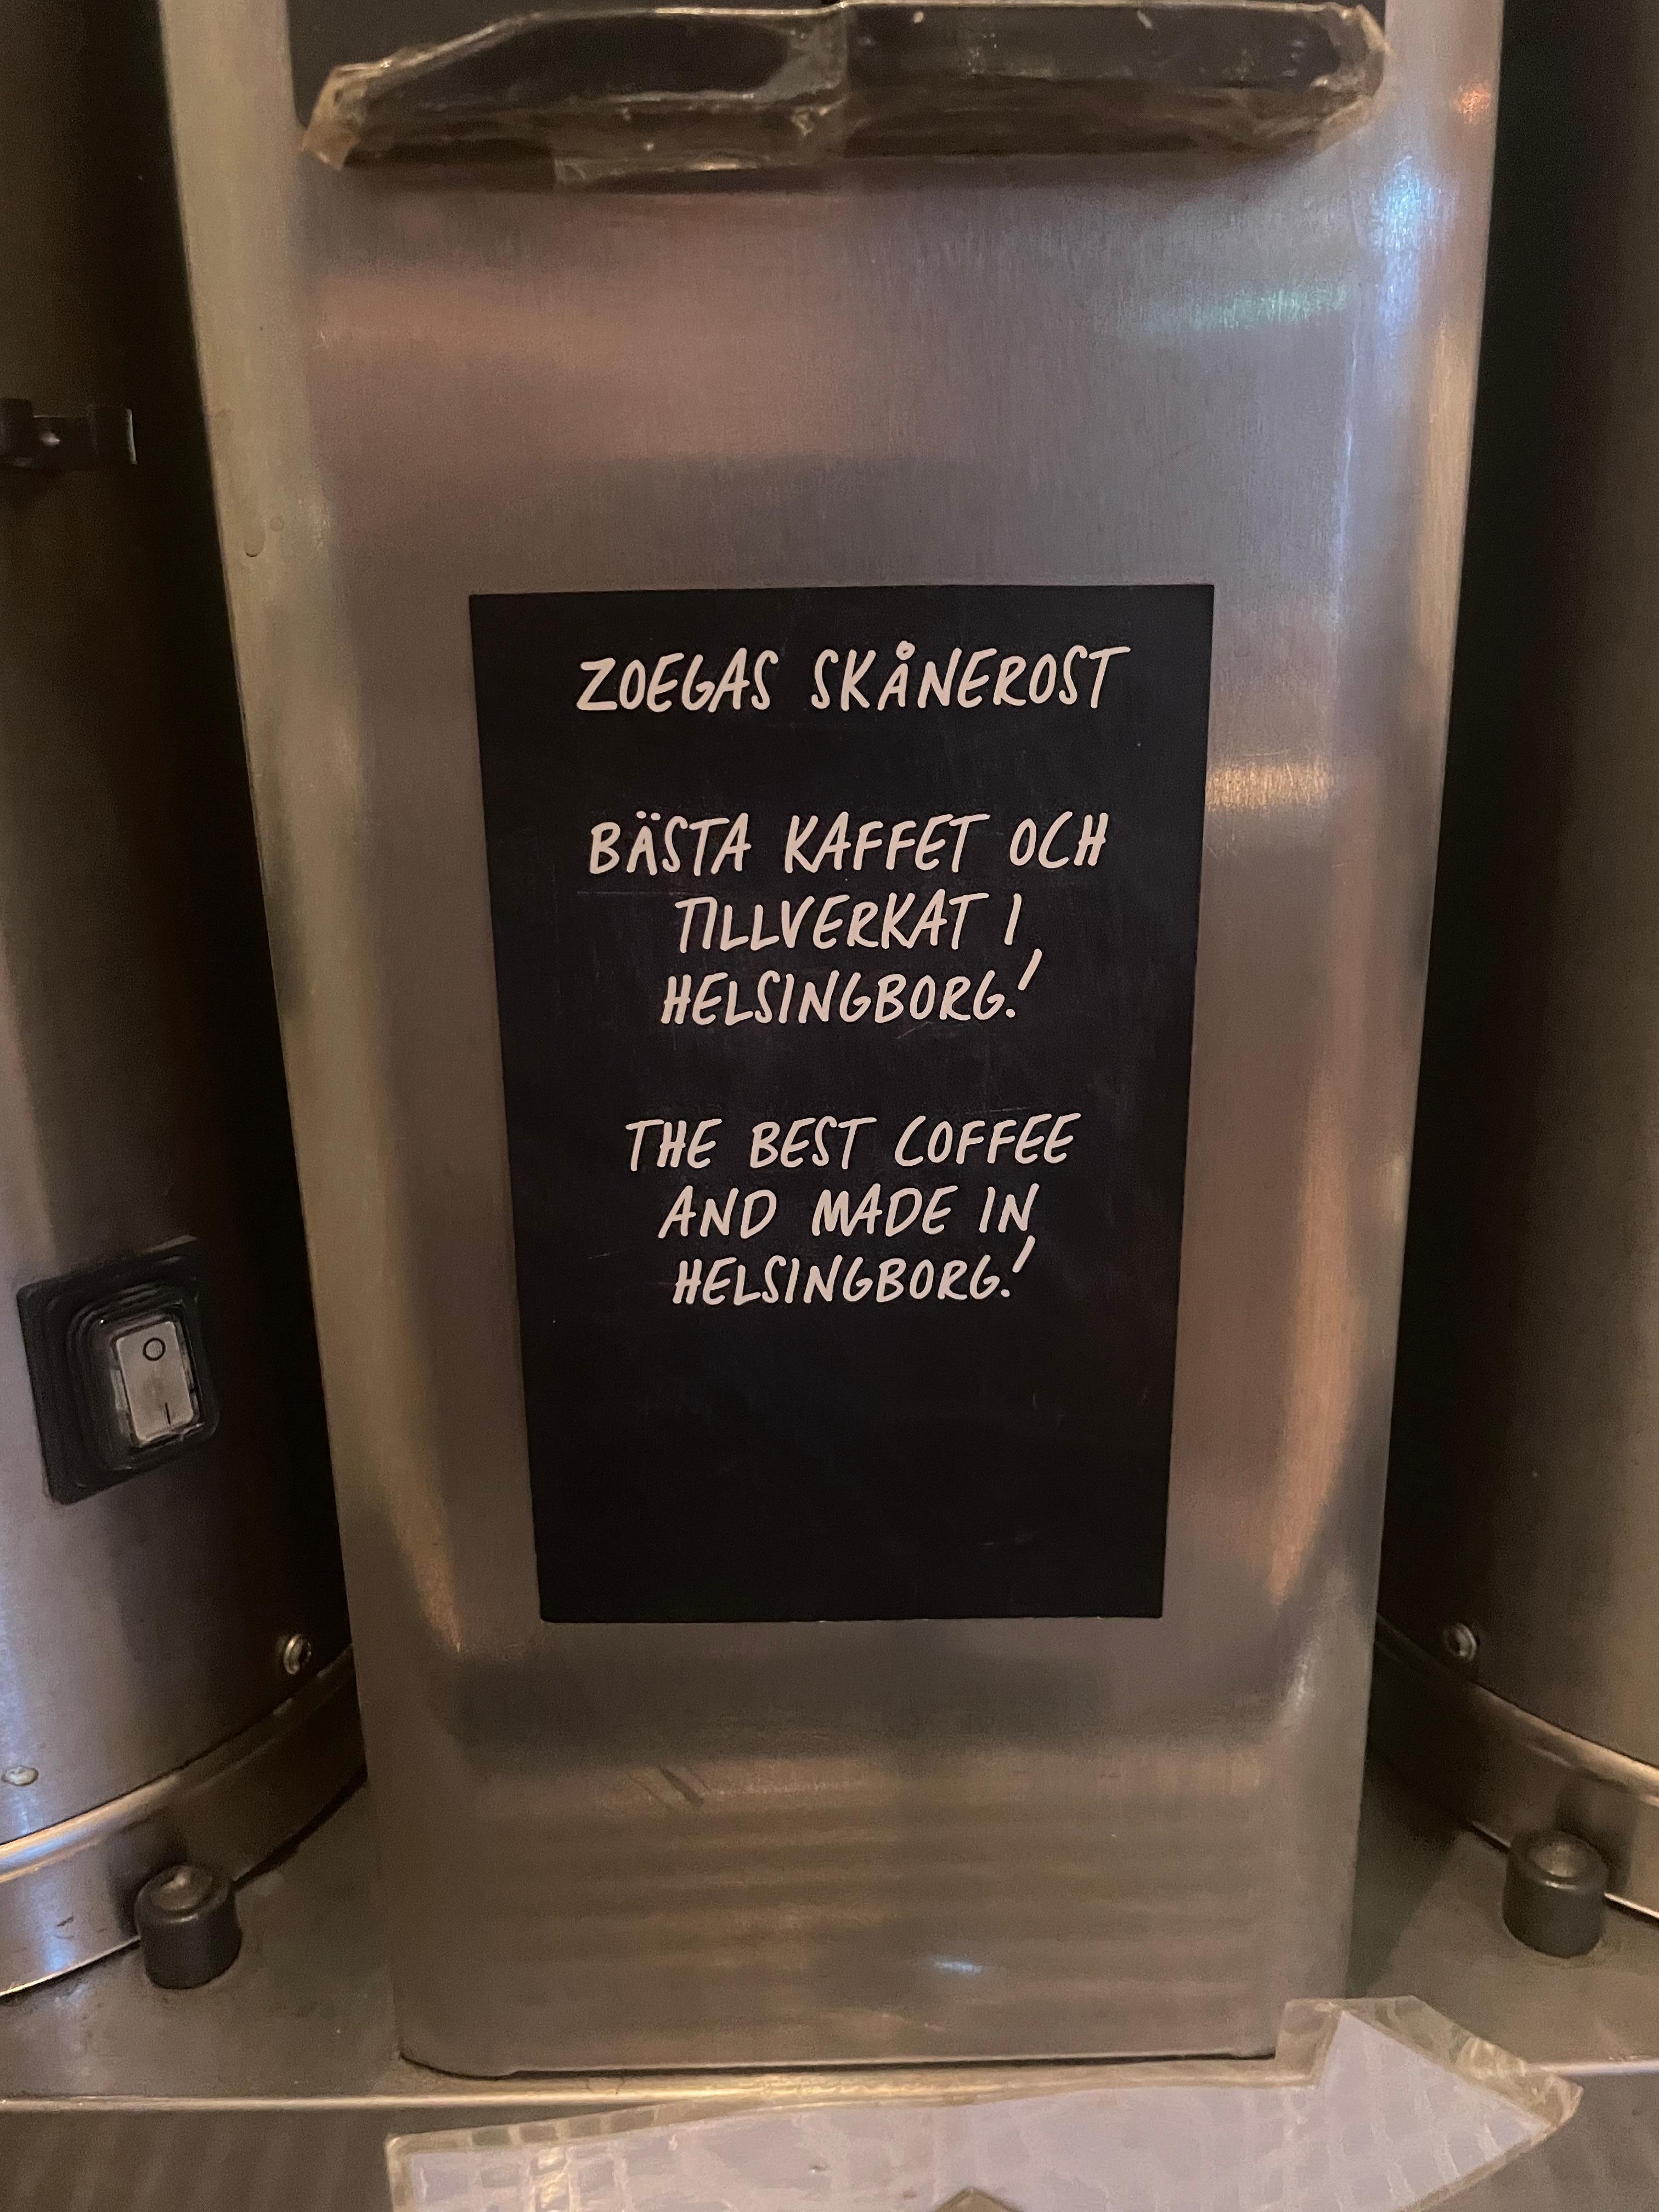 ZOEGAS SKÅNEROST
BÄSTA KAFFET OCH
TILLVERKAT I
HELSINGBORG!
THE BEST COFFEE
AND MADE IN
HELSINGBORG!